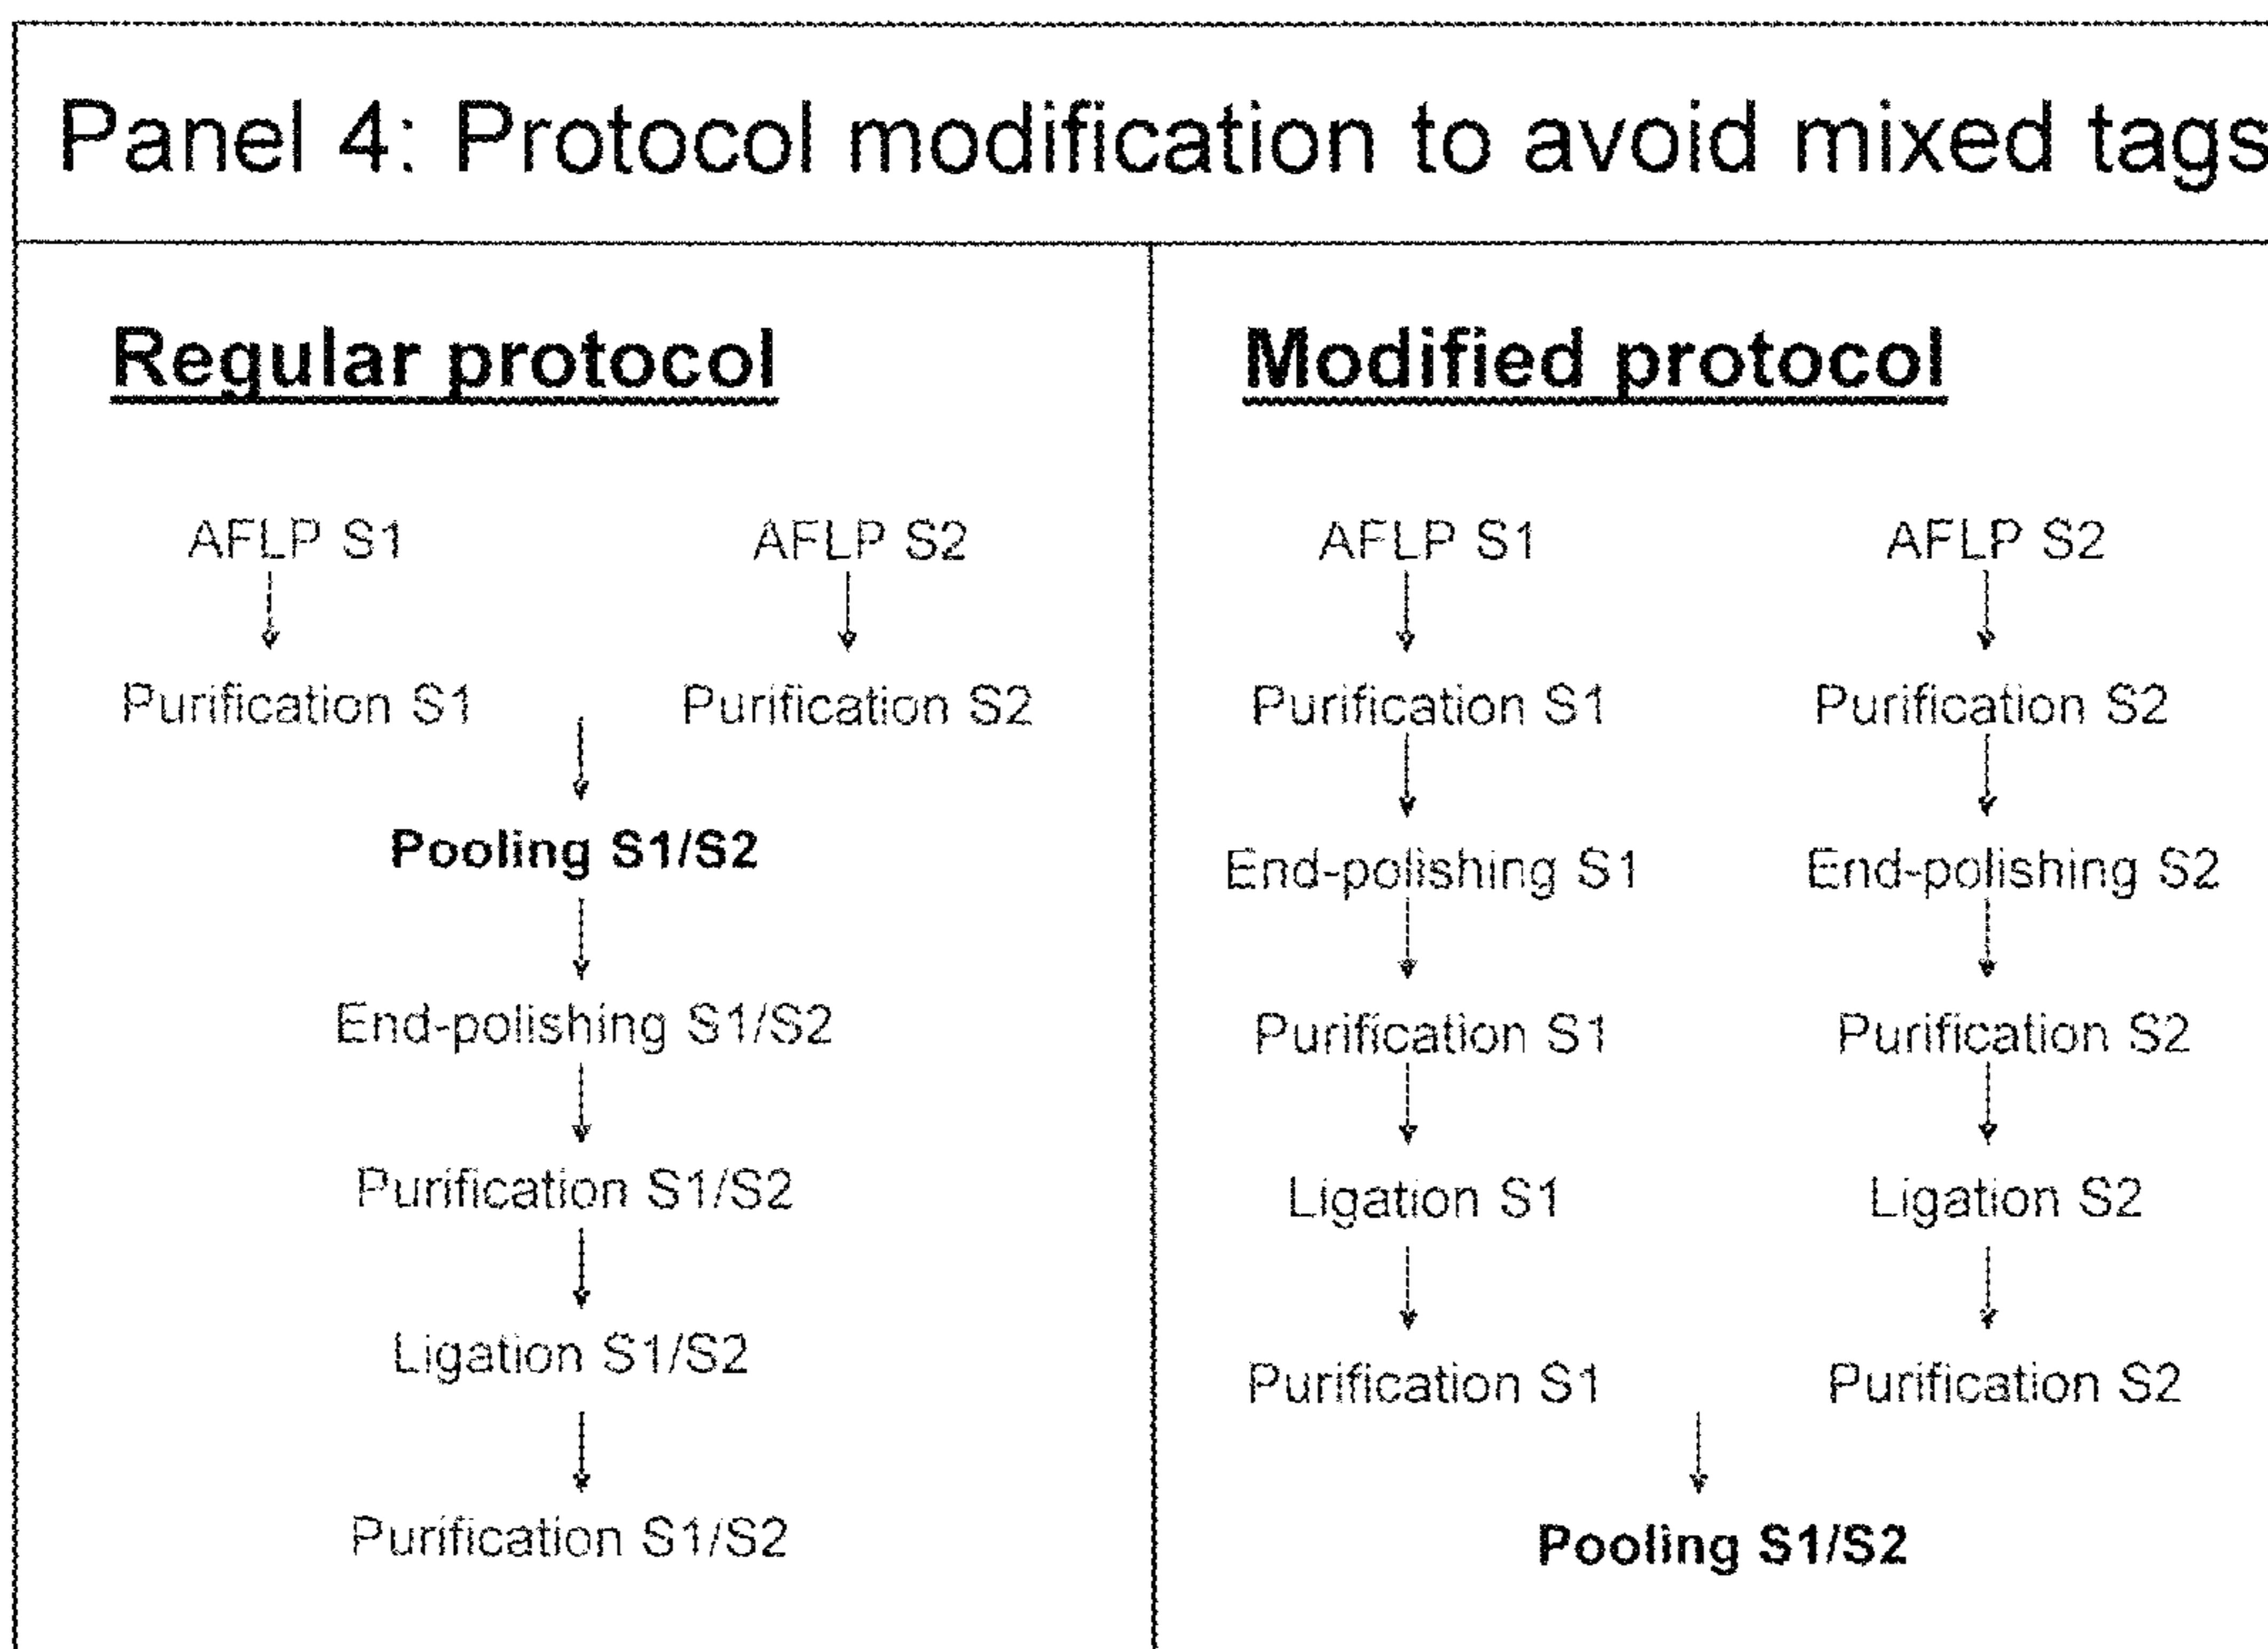 Panel 4: Protocol modification to avoid mixed tags
Regular protocol
AFLP S1 AFLP S2
Purification S1 Purification S2
Pooling S1/S2
End-polishing S1/S2
Purification S1/S2
Ligation S1/S2
Purification S1/S2
Modified protocol
AFLP S1 AFLP S2
Purification S1 Purification S2
End-polishing S1 End-polishing S2
Purification S1 Purification S2
Ligation S1 Ligation S2
Purification S1 Purification S2
Pooling S1/S2